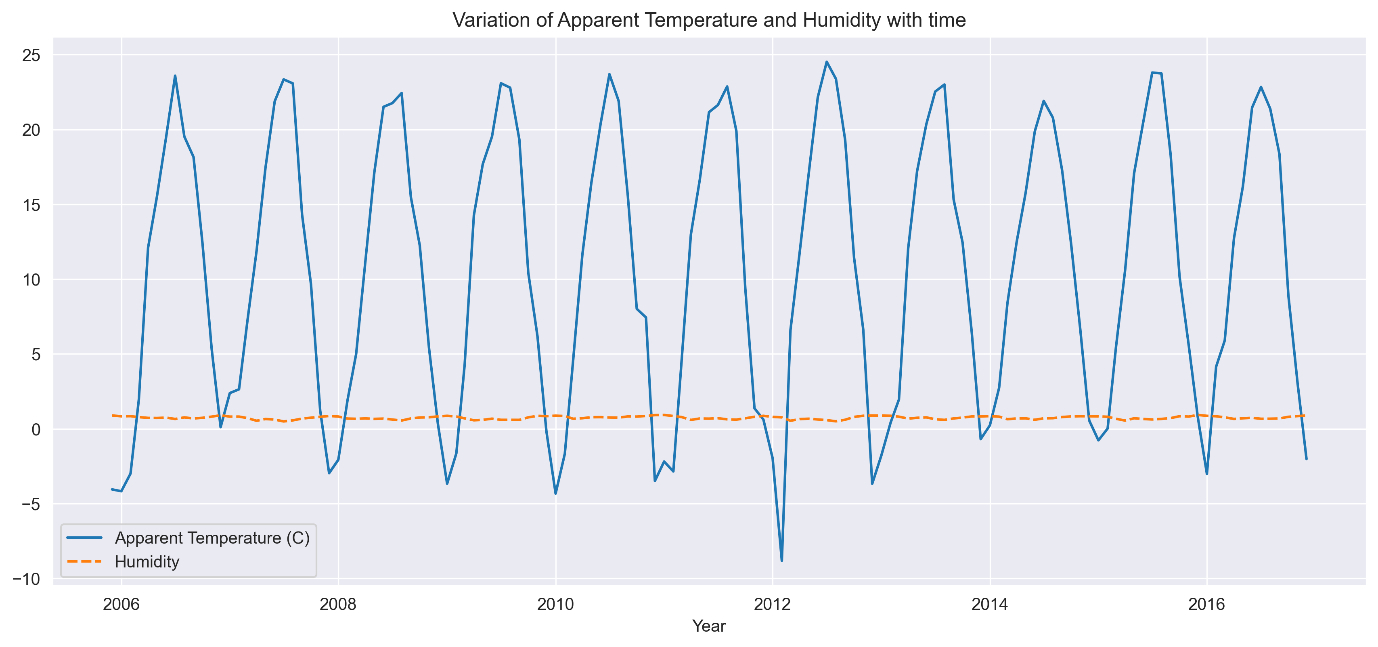 Variation of Apparent Temperature and Humidity with time
25
20
15
10
5
0
−5
−10
Apparent Temperature (C)
Humidity
2006 2008 2010 2012 2014 2016
Year